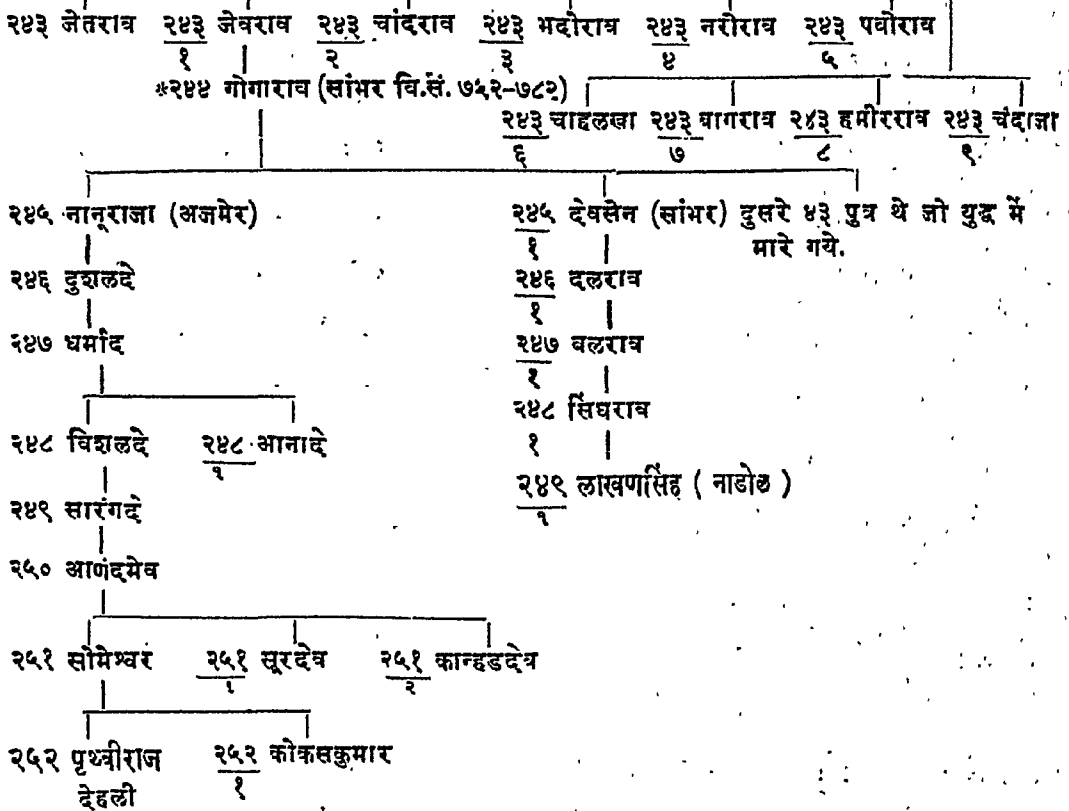 २४३ जेतराव २४३/१ जेवराव २४३/२ चांदराव २४३/३ भदोराव २४३/४ नरोराव २४३/५ पबोराव
*२४४ गोगाराव (सांभर वि.सं. ७५२-७८२)
२४३/६ चाहलखा २४३/७ वागराव २४३/८ हमीरराव २४३/९ चंदाजा
२४५ नानूराजा (अजमेर) २४५/१ देवसेन (सांभर) दुसरे ४३ पुत्र थे जो युद्ध में
मारे गये.
२४६ दुशलदे २४६/१ दलराव
२४७ धर्मांद २४७/१ बलराव
२४८ विशलदे २४८/१ आनादे २४८/१ सिंघराव
२४९ सारंगदे २४९/१ लाखणसिंह ( नाडोल )
२५० आणंदमेव
२५१ सोमेश्वर २५१/१ सूरदेव २५१/२ कान्हडदेव
२५२ पृथ्वीराज २५२/१ कोकसकुमार
देहली